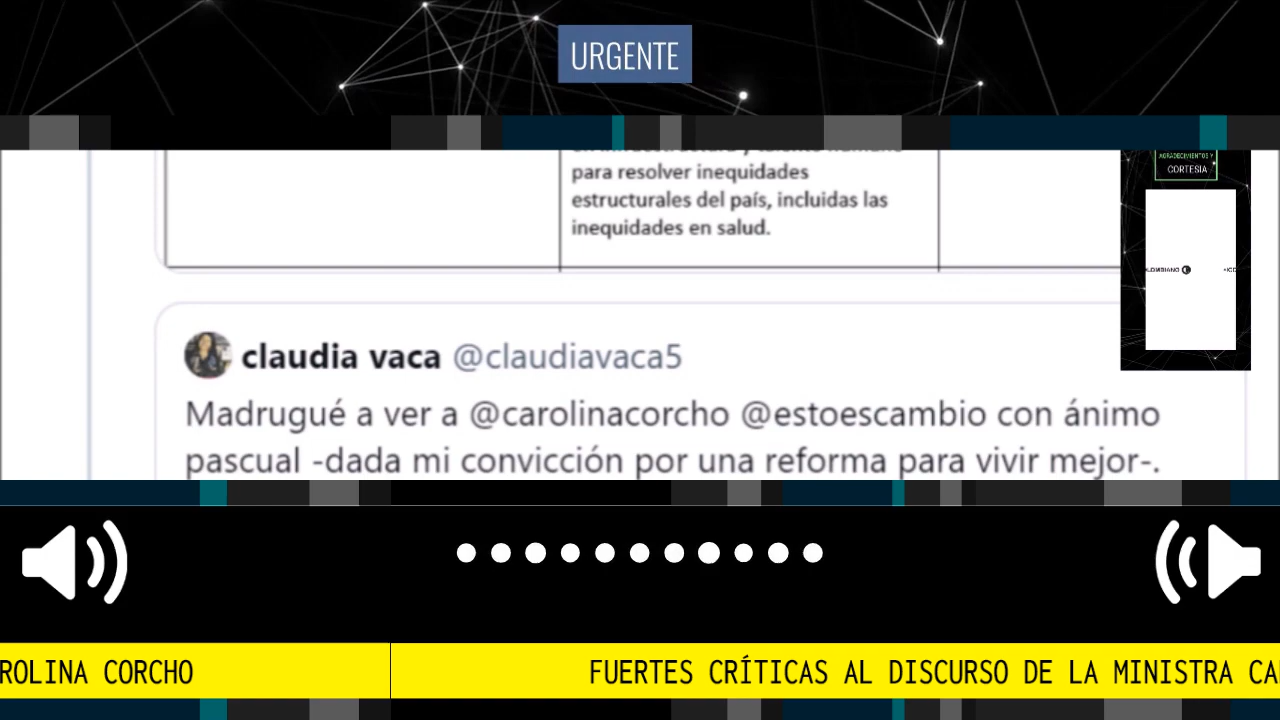 URGENTE
para resolver inequidades
estructurales del país, incluidas las
inequidades en salud.
AGRADECIMIENTOS Y
CORTESIA
claudia vaca @claudiavaca5
Madrugué a ver a @carolinacorcho @estoescambio con ánimo
pascual -dada mi convicción por una reforma para vivir mejor-.
ROLINA CORCHO
FUERTES CRÍTICAS AL DISCURSO DE LA MINISTRA CA